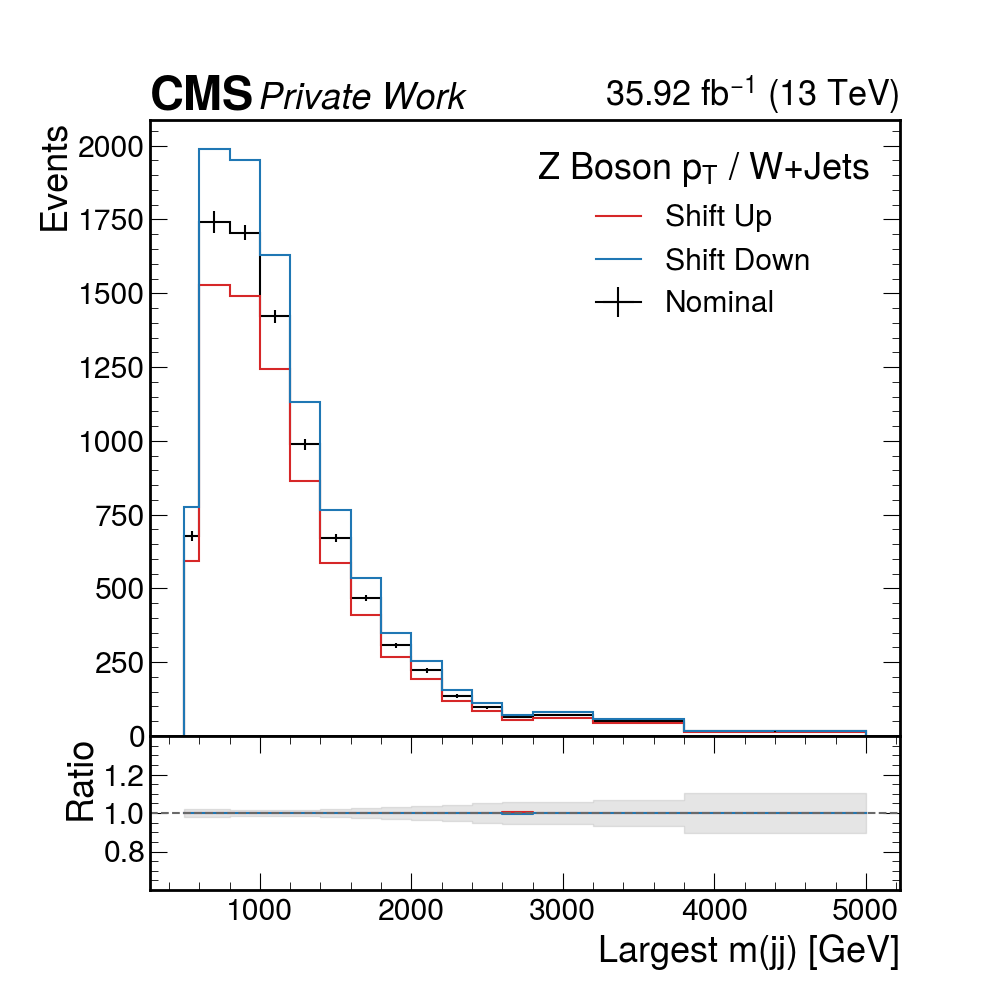 CMS Private Work 35.92 fb⁻¹ (13 TeV)
Events
2000
1750
1500
1250
1000
750
500
250
0
Z Boson pT / W+Jets
Shift Up
Shift Down
Nominal
Ratio
1.2
1.0
0.8
1000 2000 3000 4000 5000
Largest m(jj) [GeV]